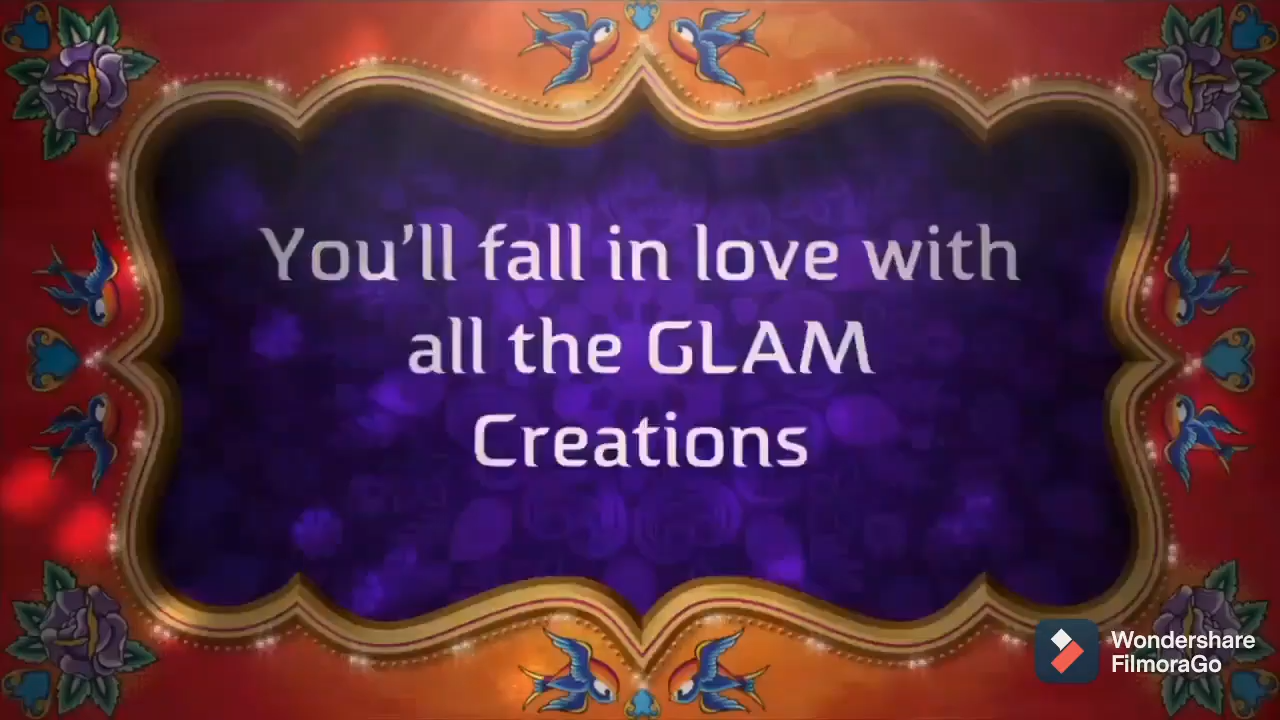 You’ll fall in love with
all the GLAM
Creations
Wondershare
FilmoraGo